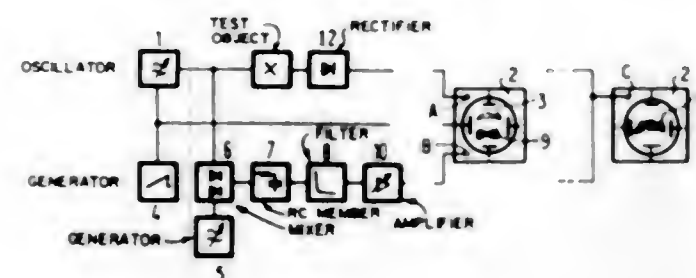 TEST OBJECT
12
RECTIFIER
1
OSCILLATOR
X
2
3
A
B
9
C
2
FILTER
6
7
8
10
GENERATOR
4
RC MEMBER
MIXER
AMPLIFIER
GENERATOR
5